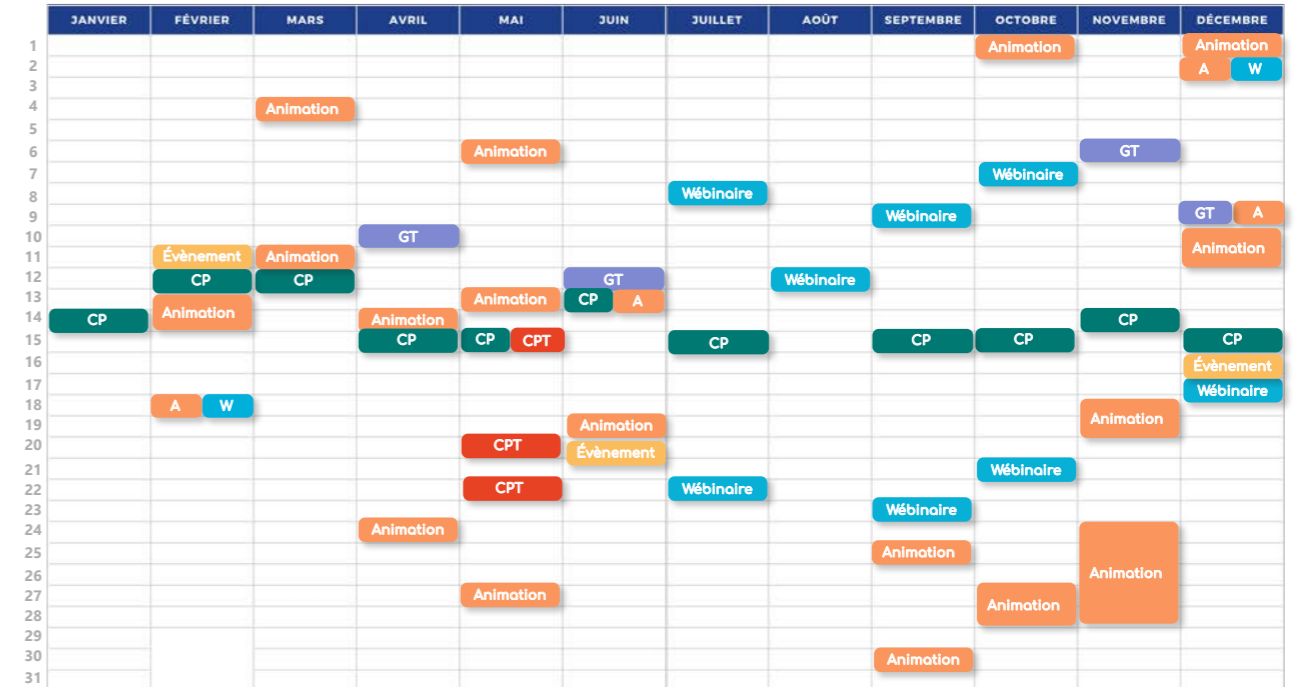 JANVIER FÉVRIER MARS AVRIL MAI JUIN JUILLET AOÛT SEPTEMBRE OCTOBRE NOVEMBRE DÉCEMBRE
1 Animation Animation
2 A W
3
4 Animation
5
6 Animation GT
7 Wébinaire
8 Wébinaire
9 Wébinaire GT A
10 GT
11 Évènement Animation Animation
12 CP CP GT Wébinaire
13 Animation CP A
14 CP Animation Animation CP
15 CP CP CPT CP CP CP CP
16 Évènement
17 Wébinaire
18 A W
19 Animation Animation
20 CPT Évènement
21 Wébinaire
22 CPT Wébinaire
23 Wébinaire
24 Animation
25 Animation
26 Animation
27 Animation
28 Animation
29
30 Animation
31